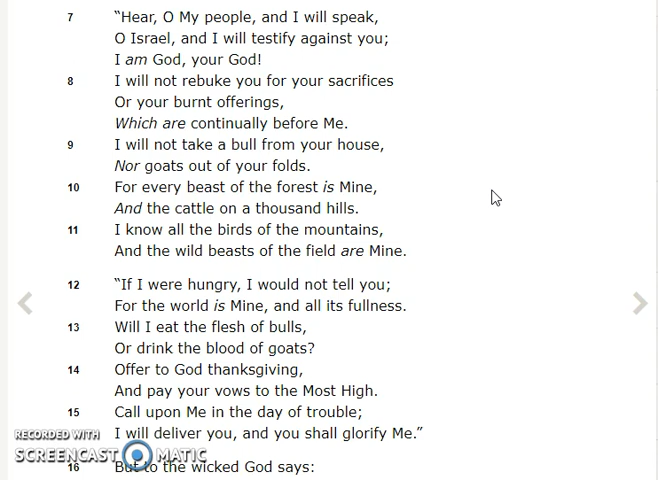 7 “Hear, O My people, and I will speak,
O Israel, and I will testify against you;
I am God, your God!
8 I will not rebuke you for your sacrifices
Or your burnt offerings,
Which are continually before Me.
9 I will not take a bull from your house,
Nor goats out of your folds.
10 For every beast of the forest is Mine,
And the cattle on a thousand hills.
11 I know all the birds of the mountains,
And the wild beasts of the field are Mine.
12 “If I were hungry, I would not tell you;
For the world is Mine, and all its fullness.
13 Will I eat the flesh of bulls,
Or drink the blood of goats?
14 Offer to God thanksgiving,
And pay your vows to the Most High.
15 Call upon Me in the day of trouble;
I will deliver you, and you shall glorify Me.”
16 But to the wicked God says:
RECORDED WITH
SCREENCAST MATIC